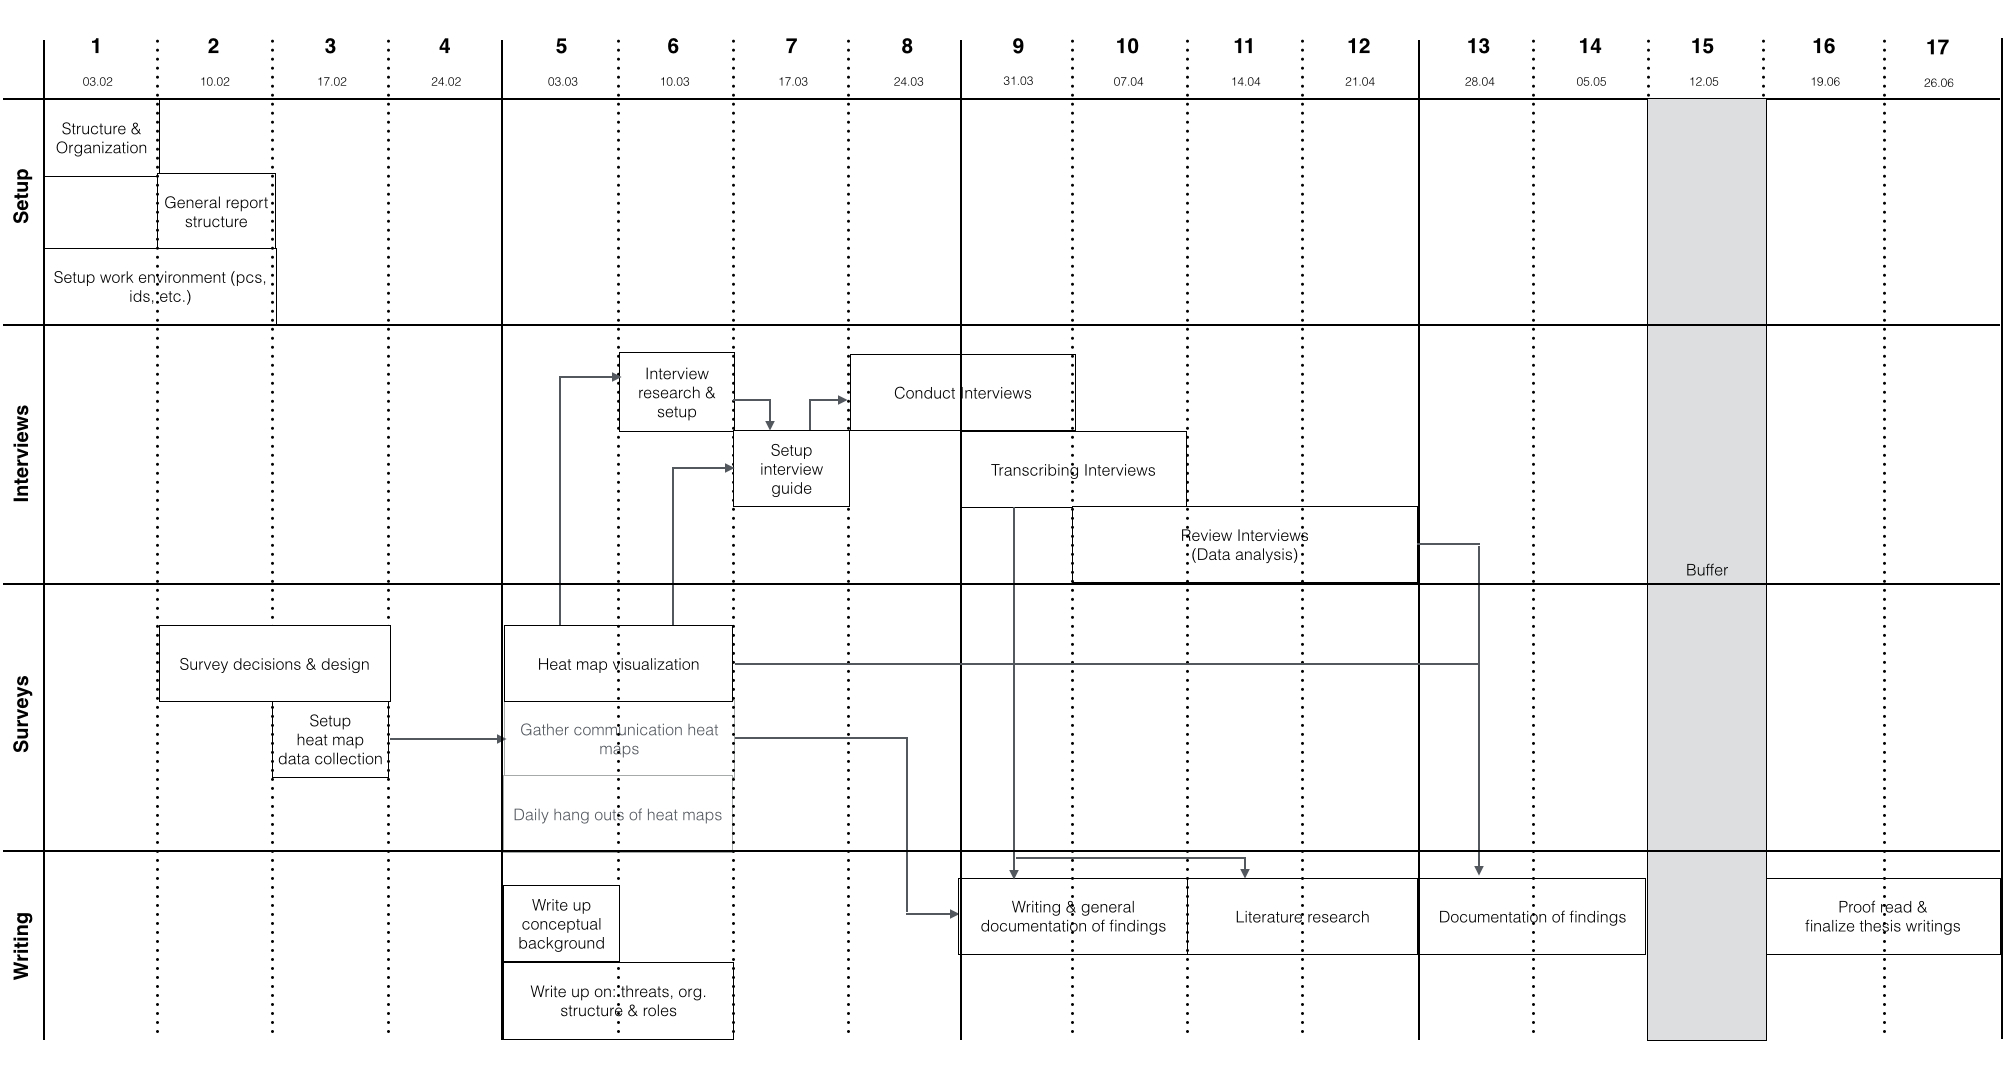 1 2 3 4 5 6 7 8 9 10 11 12 13 14 15 16 17
03.02 10.02 17.02 24.02 03.03 10.03 17.03 24.03 31.03 07.04 14.04 21.04 28.04 05.05 12.05 19.06 26.06
Setup
Structure &
Organization
General report
structure
Setup work environment (pcs,
ids, etc.)
Interviews
Interview
research &
setup
Setup
interview
guide
Conduct Interviews
Transcribing Interviews
Review Interviews
(Data analysis)
Buffer
Surveys
Survey decisions & design
Setup
heat map
data collection
Heat map visualization
Gather communication heat
maps
Daily hang outs of heat maps
Writing
Write up
conceptual
background
Write up on: threats, org.
structure & roles
Writing & general
documentation of findings
Literature research
Documentation of findings
Proof read &
finalize thesis writings